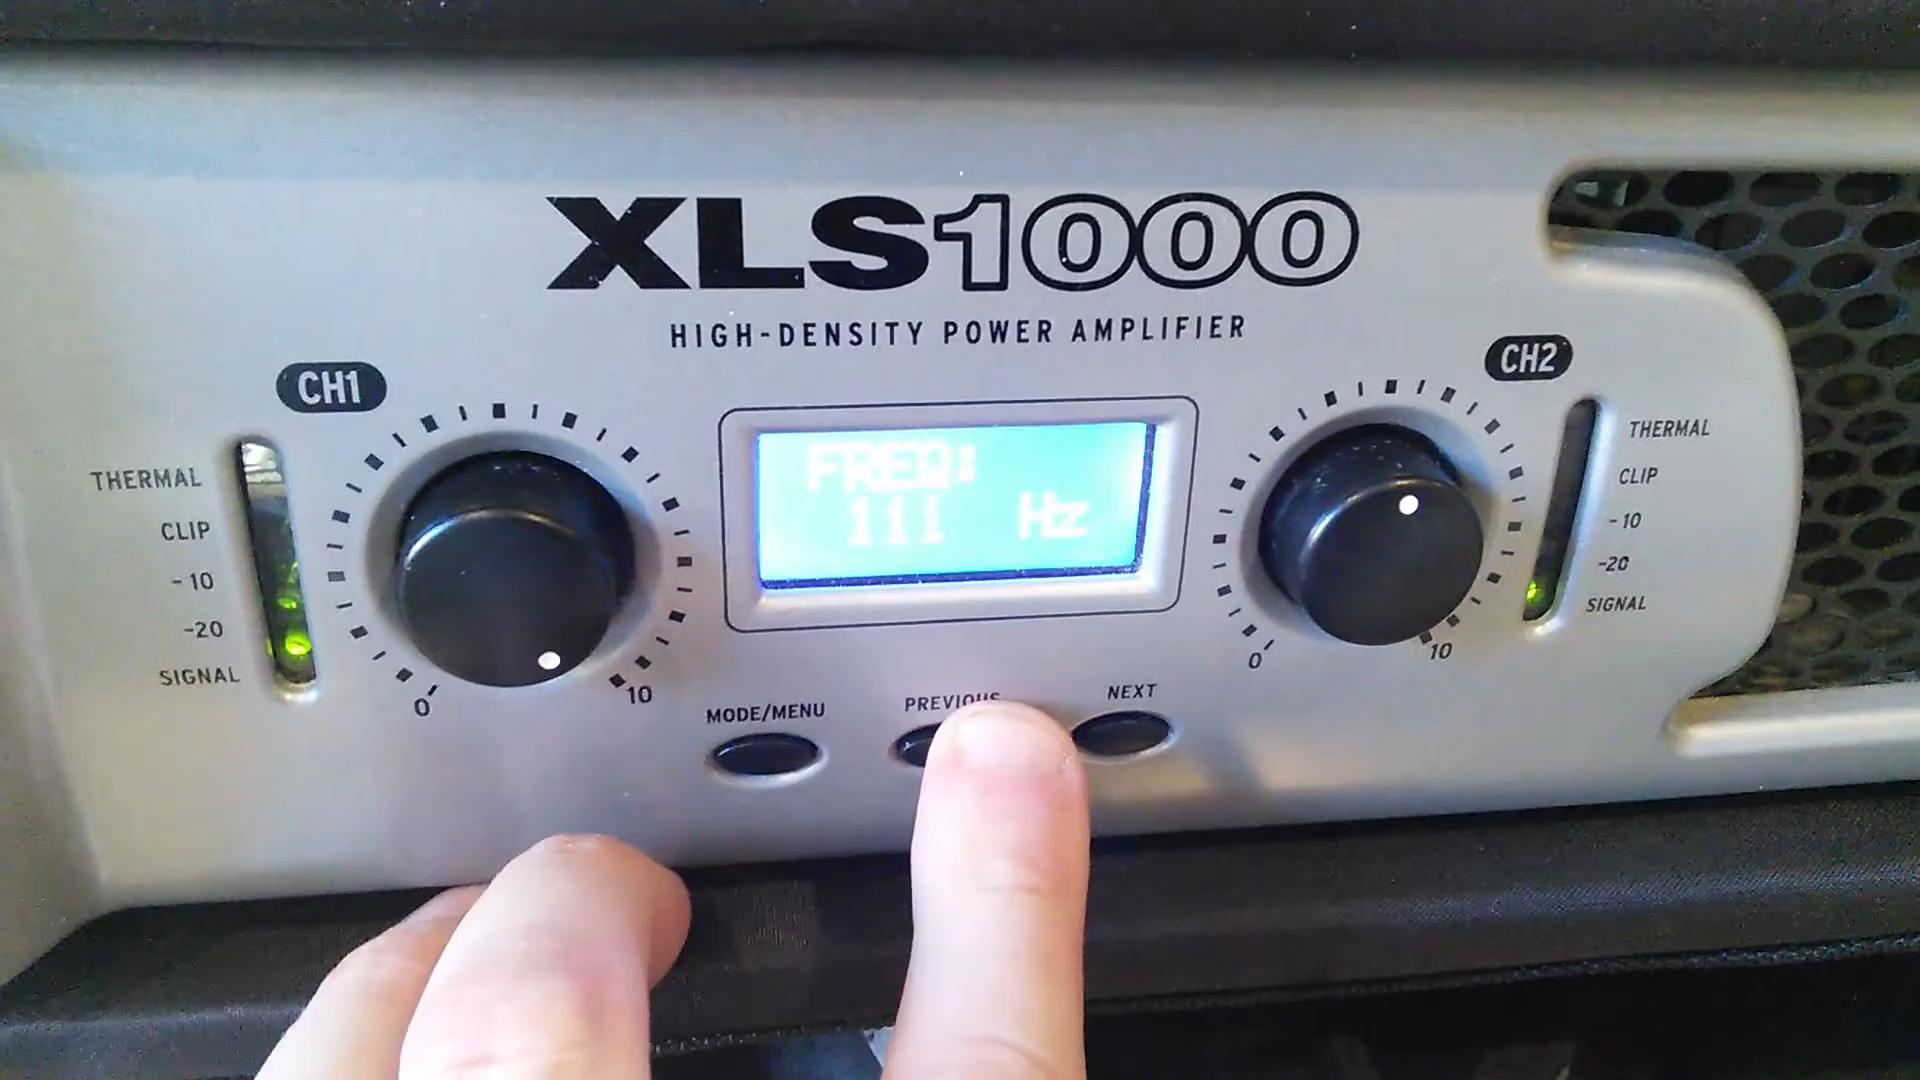 XLS1000
HIGH-DENSITY POWER AMPLIFIER
CH1
CH2
THERMAL
CLIP
-10
-20
SIGNAL
0
10
FREQ:
111 Hz
THERMAL
CLIP
-10
-20
SIGNAL
0
10
MODE/MENU
PREVIOUS
NEXT